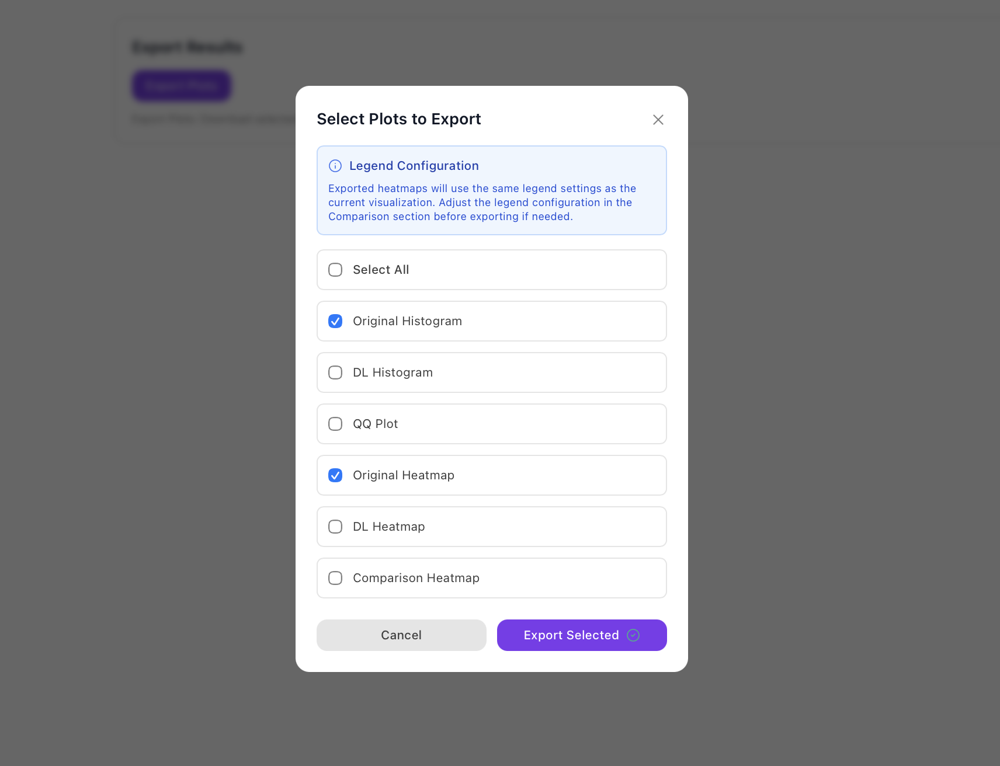 Export Results
Export Plots
Select Plots to Export
Legend Configuration
Exported heatmaps will use the same legend settings as the
current visualization. Adjust the legend configuration in the
Comparison section before exporting if needed.
Select All
Original Histogram
DL Histogram
QQ Plot
Original Heatmap
DL Heatmap
Comparison Heatmap
Cancel
Export Selected